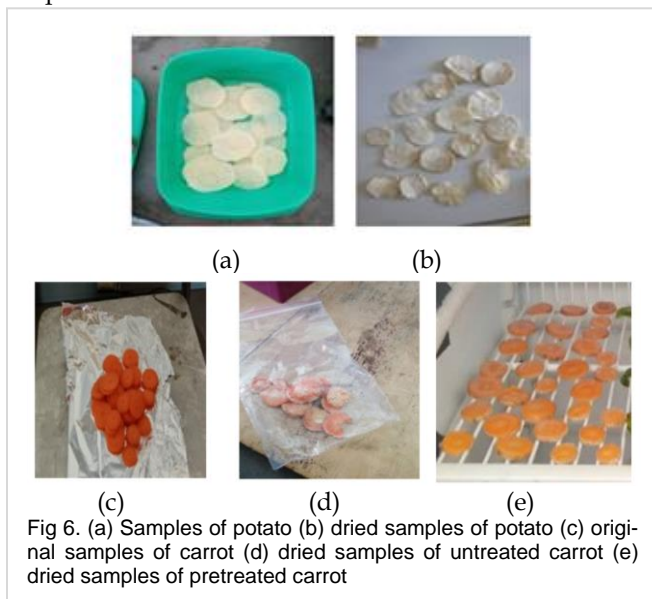 (a) (b)
(c) (d) (e)
Fig 6. (a) Samples of potato (b) dried samples of potato (c) origi-
nal samples of carrot (d) dried samples of untreated carrot (e)
dried samples of pretreated carrot